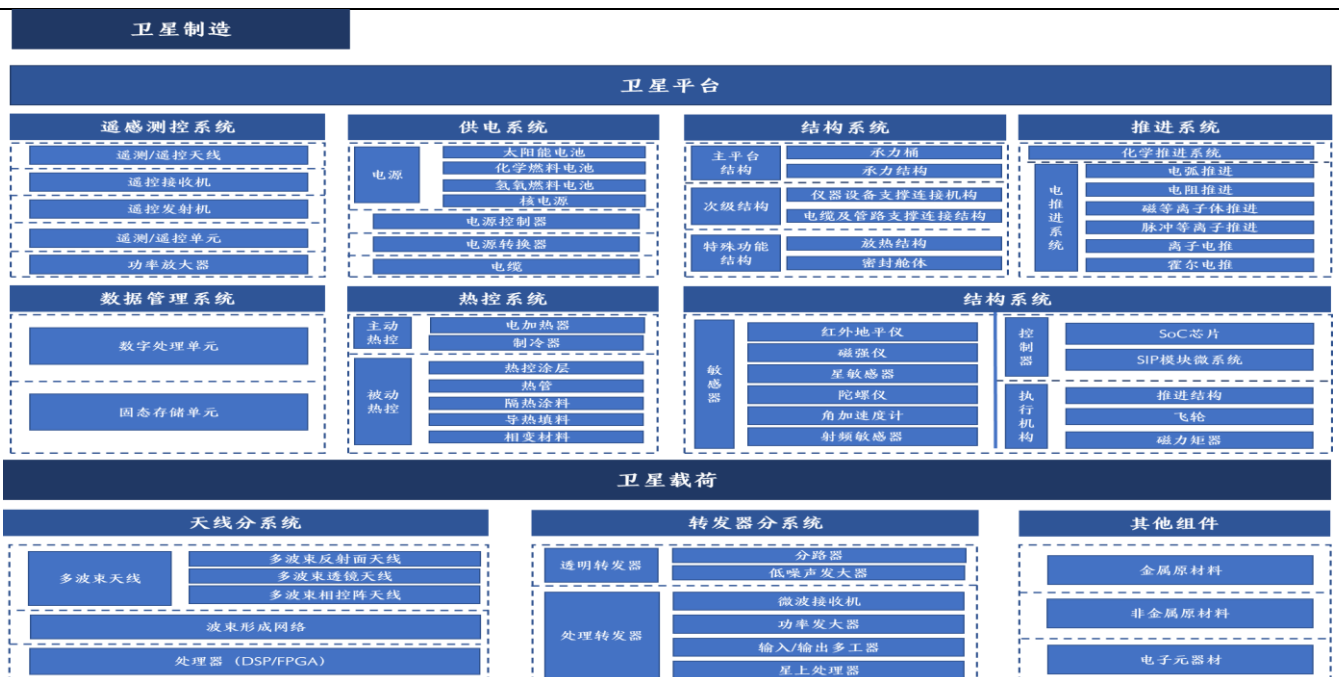 卫星制造
卫星平台
遥感测控系统
遥测/遥控天线
遥控接收机
遥控发射机
遥测/遥控单元
功率放大器
供电系统
电源
太阳能电池
化学燃料电池
氢氧燃料电池
核电源
电源控制器
电源转换器
电缆
结构系统
主平台
结构
承力桶
承力结构
次级结构
仪器设备支撑连接机构
电缆及管路支撑连接结构
特殊功能
结构
放热结构
密封舱体
推进系统
化学推进系统
电推进系统
电弧推进
电阻推进
磁等离子体推进
脉冲等离子推进
离子电推
霍尔电推
数据管理系统
数字处理单元
固态存储单元
热控系统
主动
热控
电加热器
制冷器
被动
热控
热控涂层
热管
隔热涂料
导热填料
相变材料
结构系统
敏感器
红外地平仪
磁强仪
星敏感器
陀螺仪
角加速度计
射频敏感器
控制器
SoC芯片
SIP模块微系统
执行机构
推进结构
飞轮
磁力矩器
卫星载荷
天线分系统
多波束天线
多波束反射面天线
多波束透镜天线
多波束相控阵天线
波束形成网络
处理器（DSP/FPGA）
转发器分系统
透明转发器
分路器
低噪声发大器
处理转发器
微波接收机
功率发大器
输入/输出多工器
星上处理器
其他组件
金属原材料
非金属原材料
电子元器材